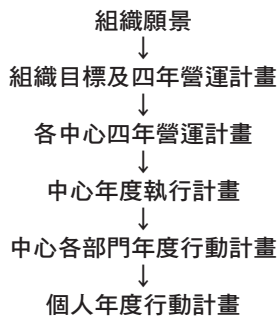 組織願景
↓
組織目標及四年營運計畫
↓
各中心四年營運計畫
↓
中心年度執行計畫
↓
中心各部門年度行動計畫
↓
個人年度行動計畫